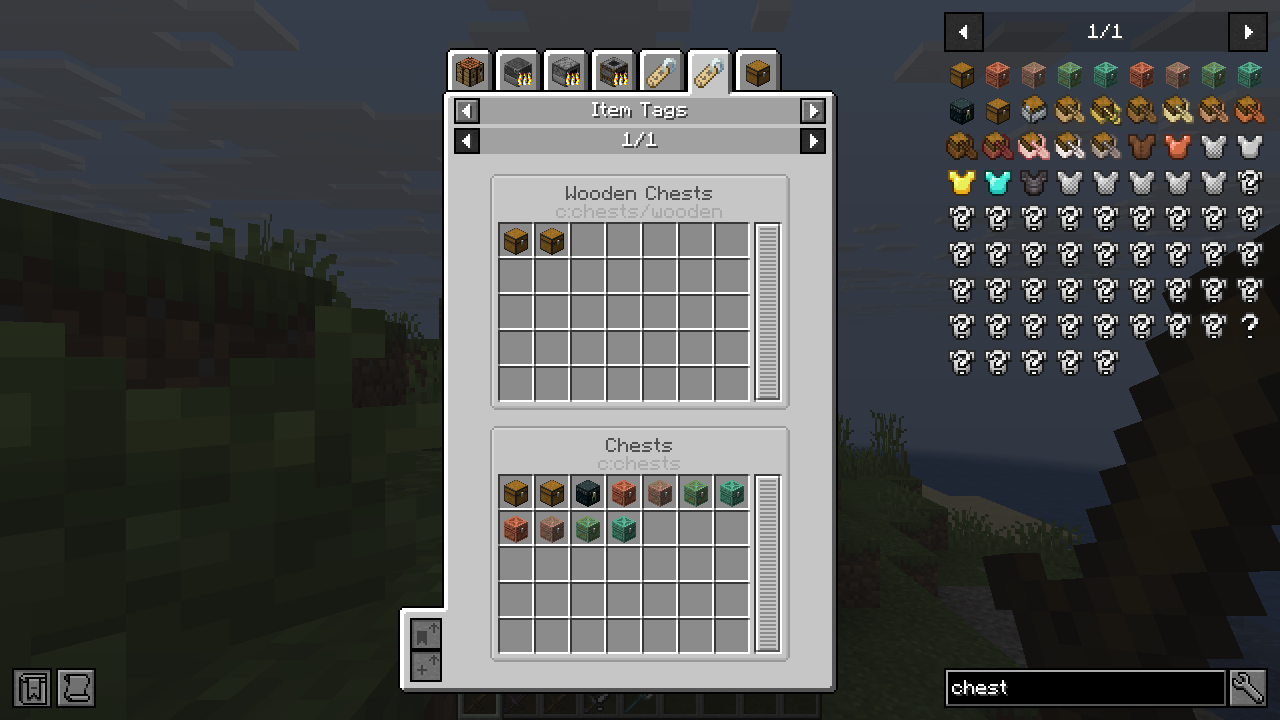 1/1
Item Tags
1/1
Wooden Chests
c:chests/wooden
Chests
c:chests
chest